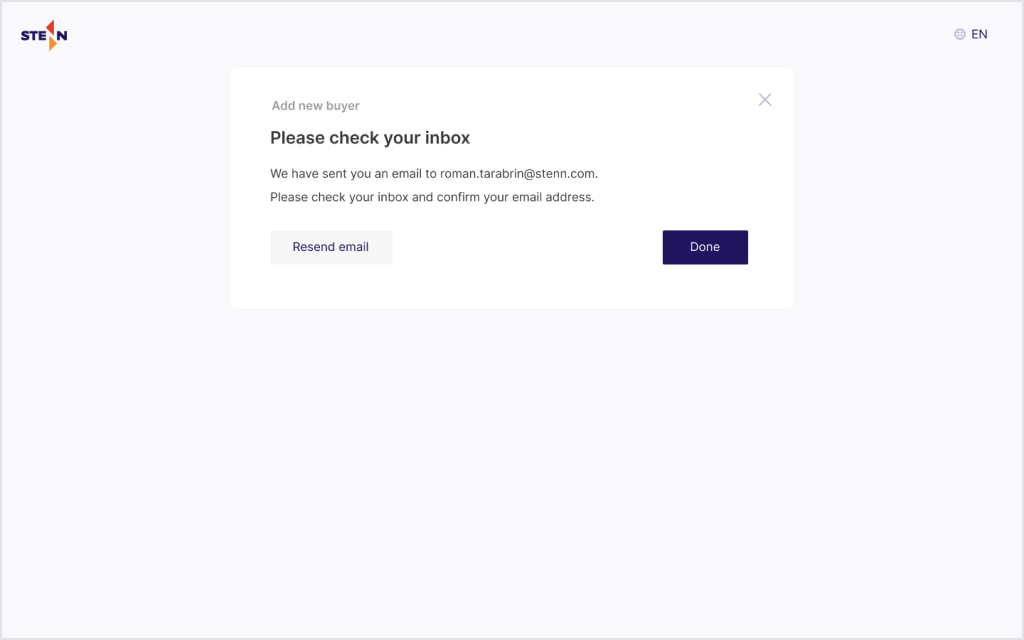 STENN
EN
Add new buyer
Please check your inbox
We have sent you an email to roman.tarabrin@stenn.com.
Please check your inbox and confirm your email address.
Resend email
Done